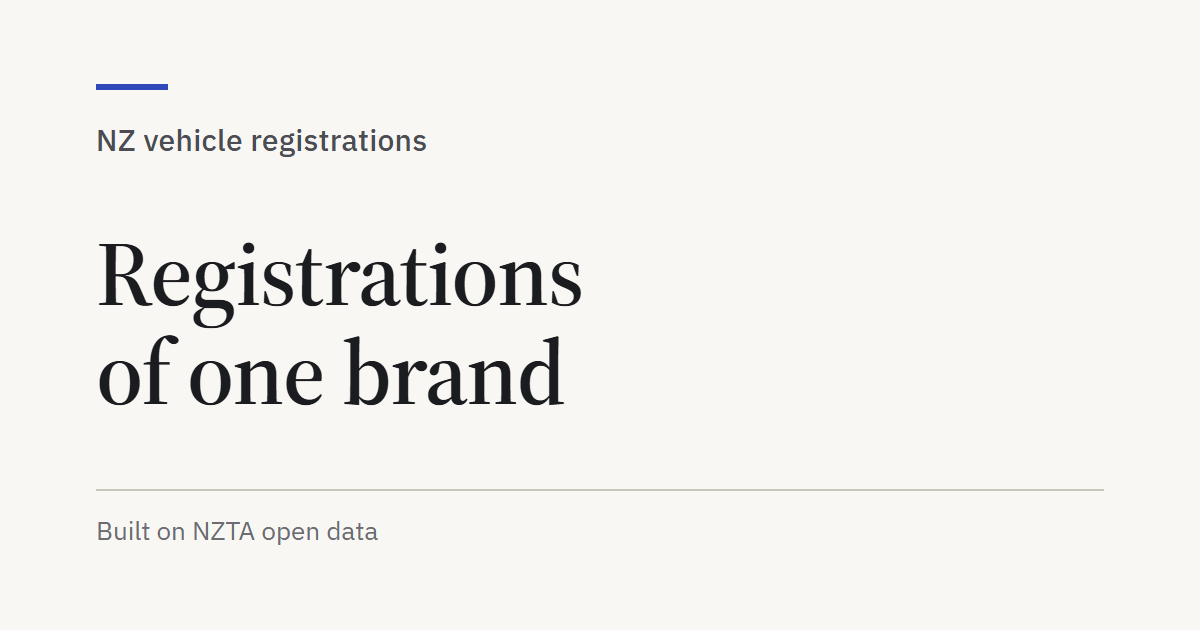 NZ vehicle registrations
Registrations
of one brand
Built on NZTA open data